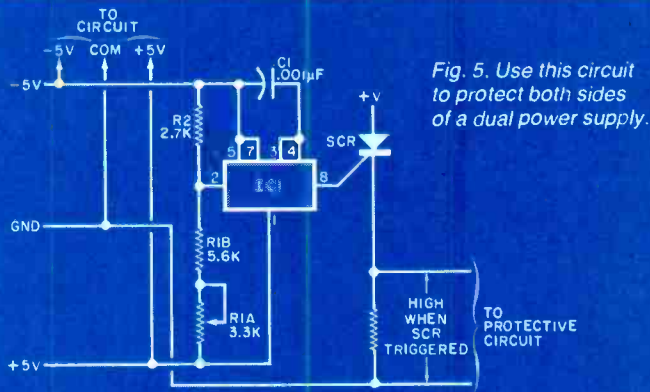 TO
CIRCUIT
-5V COM +5V
-5V
C1
.001µF
Fig. 5. Use this circuit
to protect both sides
of a dual power supply.
+V
R2
2.7K
SCR
5 7 3 4
2 IC1 8
1
GND
R1B
5.6K
R1A
3.3K
HIGH
WHEN
SCR
TRIGGERED
TO
PROTECTIVE
CIRCUIT
+5V